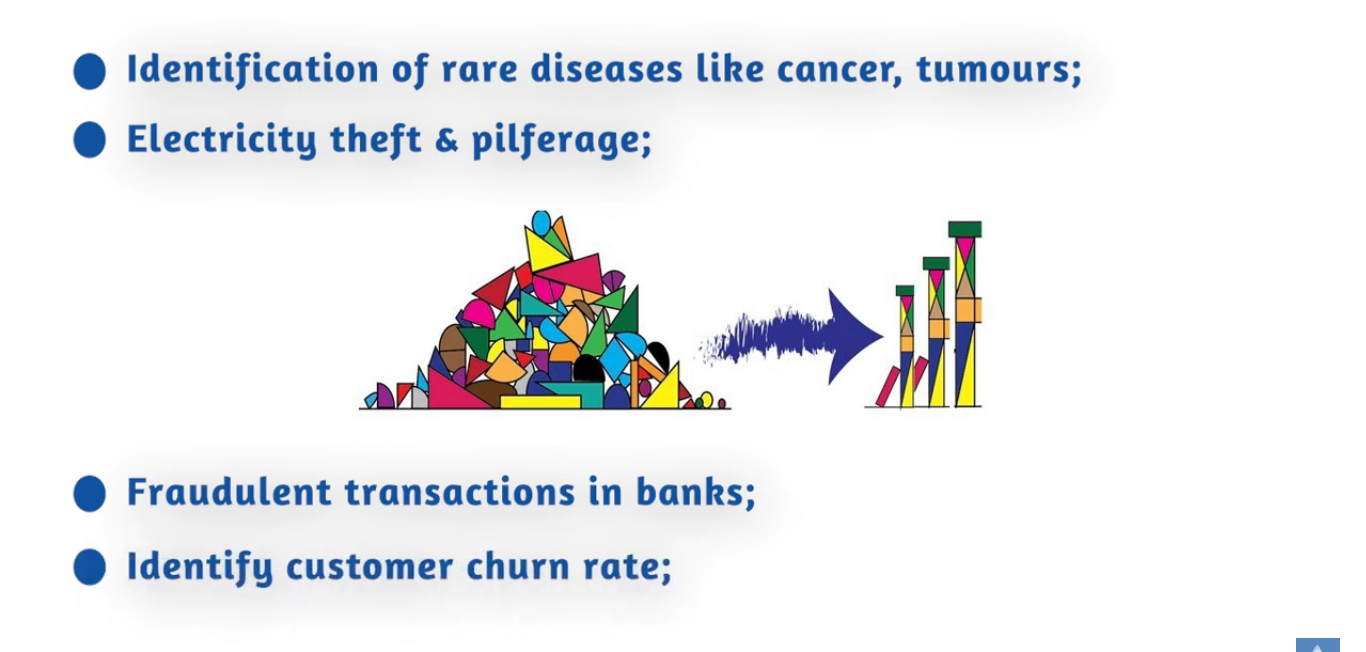 Identification of rare diseases like cancer, tumours;
Electricity theft & pilferage;
Fraudulent transactions in banks;
Identify customer churn rate;